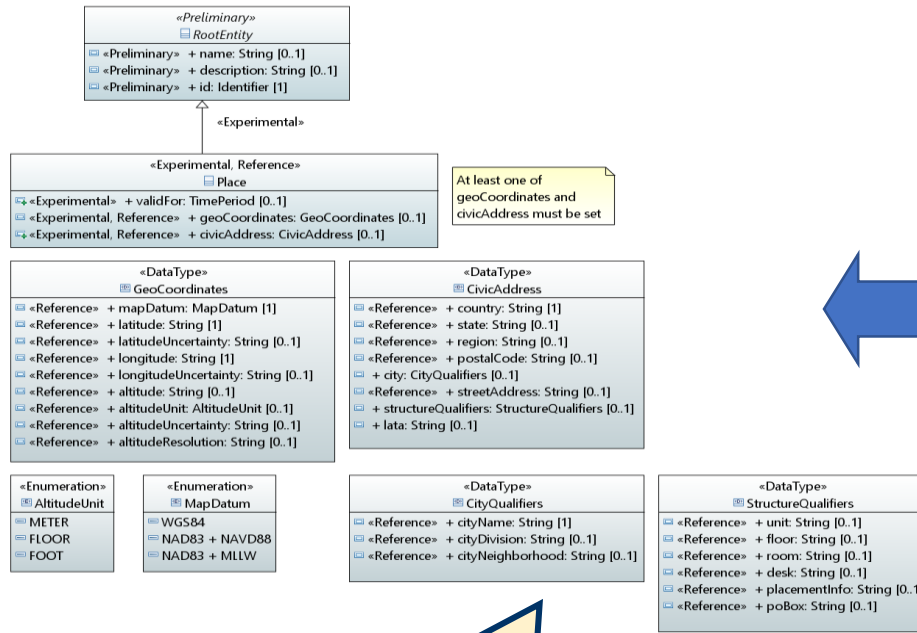 «Preliminary»
RootEntity
«Preliminary» + name: String [0..1]
«Preliminary» + description: String [0..1]
«Preliminary» + id: Identifier [1]
«Experimental»
«Experimental, Reference»
Place
«Experimental» + validFor: TimePeriod [0..1]
«Experimental, Reference» + geoCoordinates: GeoCoordinates [0..1]
«Experimental, Reference» + civicAddress: CivicAddress [0..1]
At least one of
geoCoordinates and
civicAddress must be set
«DataType»
GeoCoordinates
«Reference» + mapDatum: MapDatum [1]
«Reference» + latitude: String [1]
«Reference» + latitudeUncertainty: String [0..1]
«Reference» + longitude: String [1]
«Reference» + longitudeUncertainty: String [0..1]
«Reference» + altitude: String [0..1]
«Reference» + altitudeUnit: AltitudeUnit [0..1]
«Reference» + altitudeUncertainty: String [0..1]
«Reference» + altitudeResolution: String [0..1]
«DataType»
CivicAddress
«Reference» + country: String [1]
«Reference» + state: String [0..1]
«Reference» + region: String [0..1]
«Reference» + postalCode: String [0..1]
+ city: CityQualifiers [0..1]
«Reference» + streetAddress: String [0..1]
+ structureQualifiers: StructureQualifiers [0..1]
+ lata: String [0..1]
«Enumeration»
AltitudeUnit
METER
FLOOR
FOOT
«Enumeration»
MapDatum
WGS84
NAD83 + NAVD88
NAD83 + MLLW
«DataType»
CityQualifiers
«Reference» + cityName: String [1]
«Reference» + cityDivision: String [0..1]
«Reference» + cityNeighborhood: String [0..1]
«DataType»
StructureQualifiers
«Reference» + unit: String [0..1]
«Reference» + floor: String [0..1]
«Reference» + room: String [0..1]
«Reference» + desk: String [0..1]
«Reference» + placementInfo: String [0..1
«Reference» + poBox: String [0..1]